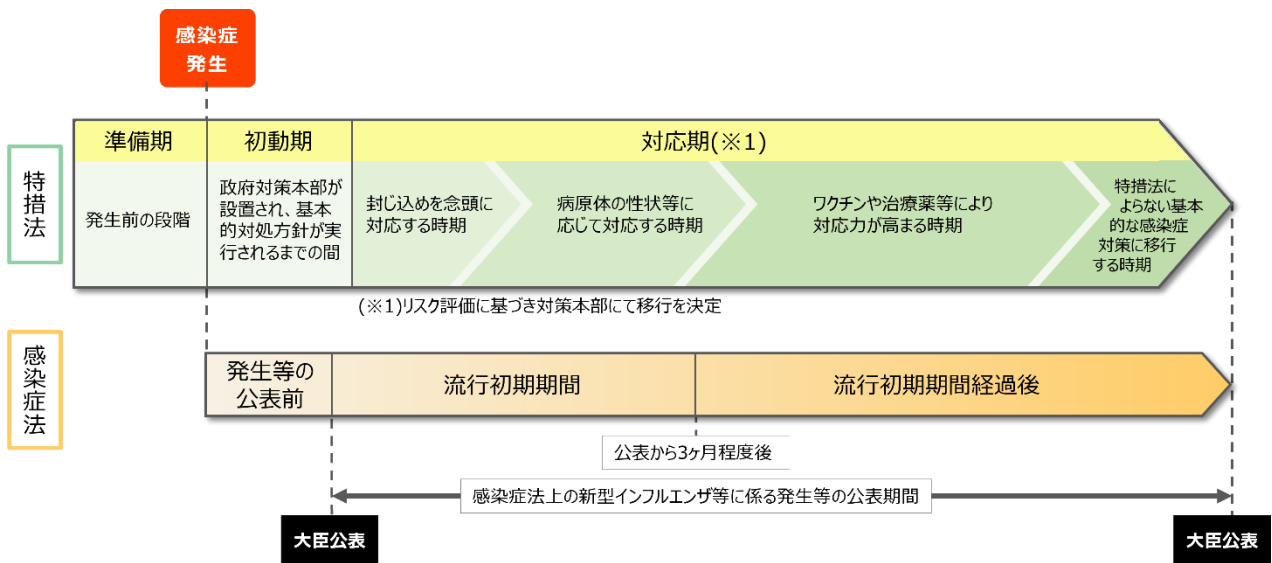 感染症
発生
特措法
準備期
初動期
対応期(※1)
発生前の段階
政府対策本部が
設置され、基本
的対処方針が実
行されるまでの間
封じ込めを念頭に
対応する時期
病原体の性状等に
応じて対応する時期
ワクチンや治療薬等により
対応力が高まる時期
特措法に
よらない基本
的な感染症
対策に移行
する時期
(※1)リスク評価に基づき対策本部にて移行を決定
感染症法
発生等の
公表前
流行初期期間
流行初期期間経過後
公表から3ヶ月程度後
感染症法上の新型インフルエンザ等に係る発生等の公表期間
大臣公表
大臣公表